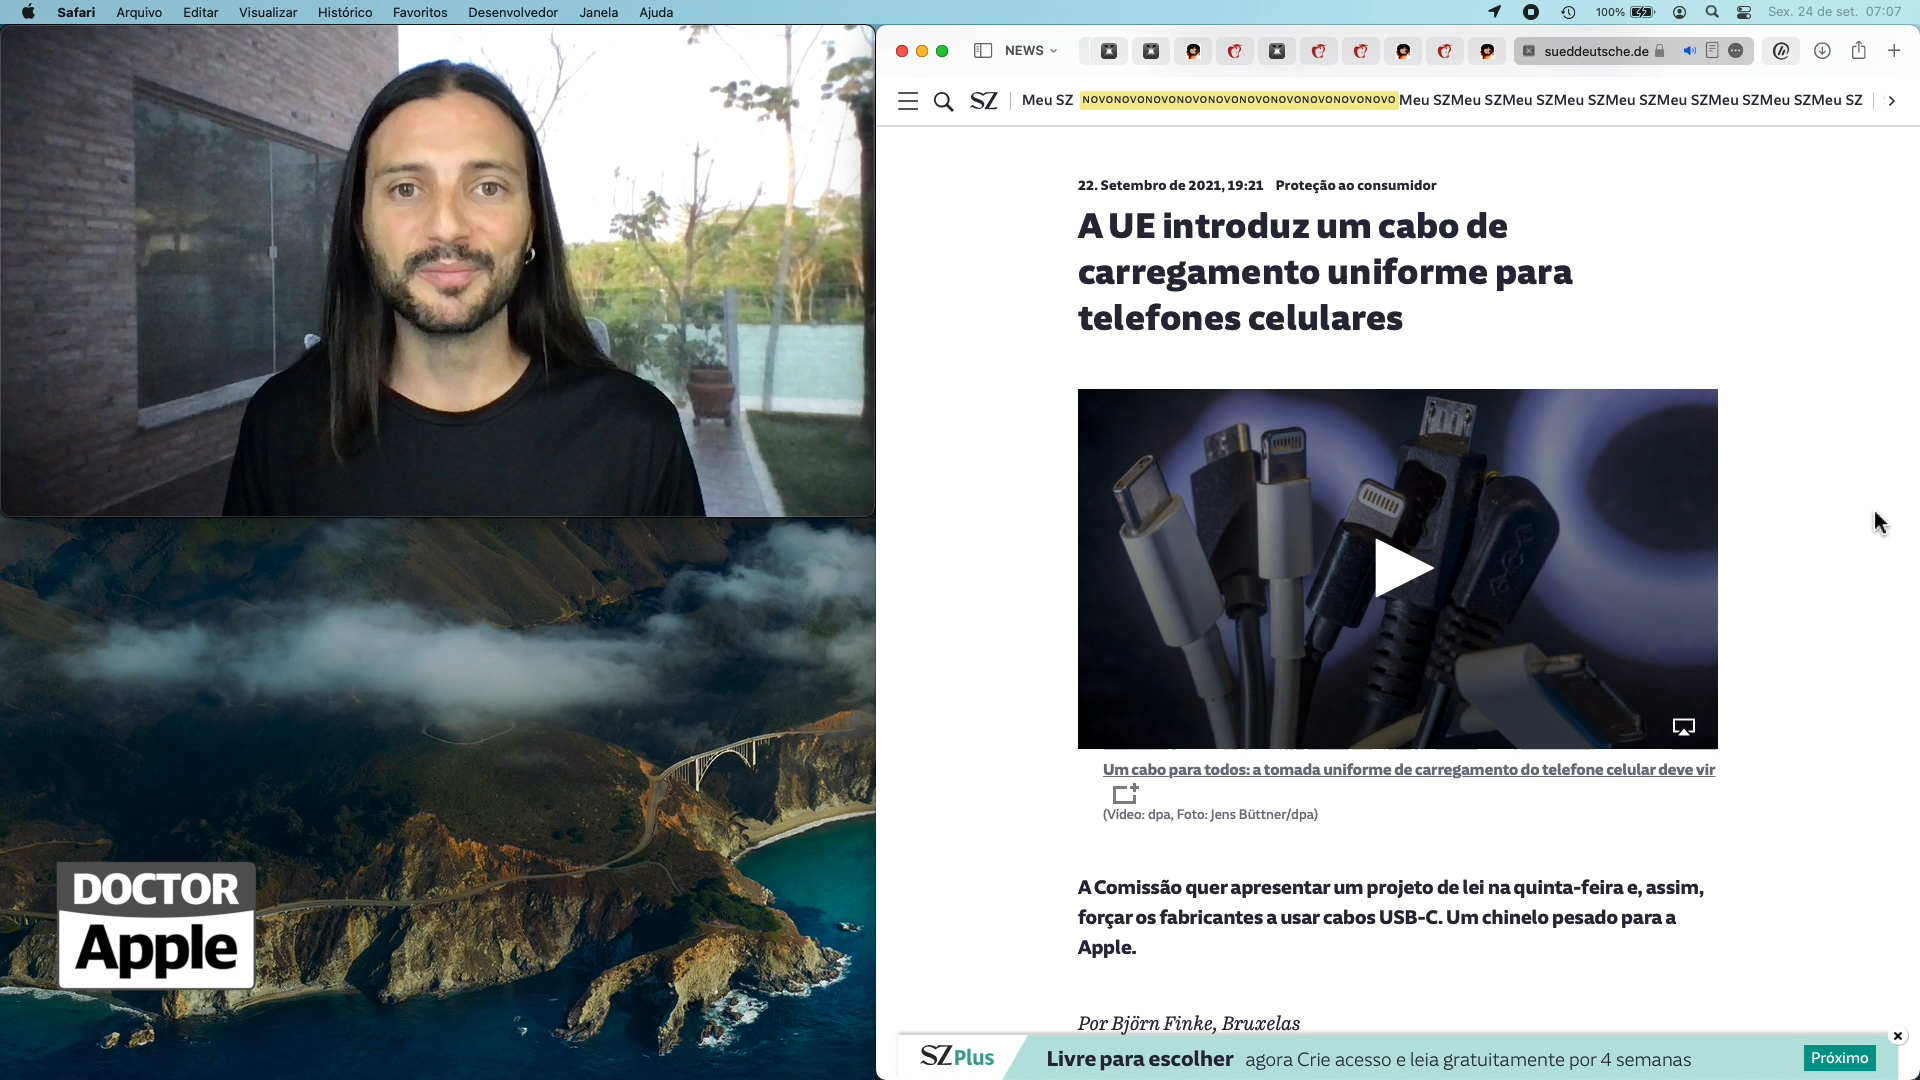 Safari Arquivo Editar Visualizar Histórico Favoritos Desenvolvedor Janela Ajuda 100% Sex. 24 de set. 07:07
NEWS sueddeutsche.de
SZ Meu SZ NOVONOVONOVONOVONOVONOVONOVONOVONOVONOVO Meu SZMeu SZMeu SZMeu SZMeu SZMeu SZMeu SZMeu SZMeu SZ
22. Setembro de 2021, 19:21 Proteção ao consumidor
A UE introduz um cabo de
carregamento uniforme para
telefones celulares
Um cabo para todos: a tomada uniforme de carregamento do telefone celular deve vir
(Vídeo: dpa, Foto: Jens Büttner/dpa)
A Comissão quer apresentar um projeto de lei na quinta-feira e, assim,
forçar os fabricantes a usar cabos USB-C. Um chinelo pesado para a
Apple.
Por Björn Finke, Bruxelas
SZ Plus Livre para escolher agora Crie acesso e leia gratuitamente por 4 semanas Próximo
DOCTOR
Apple